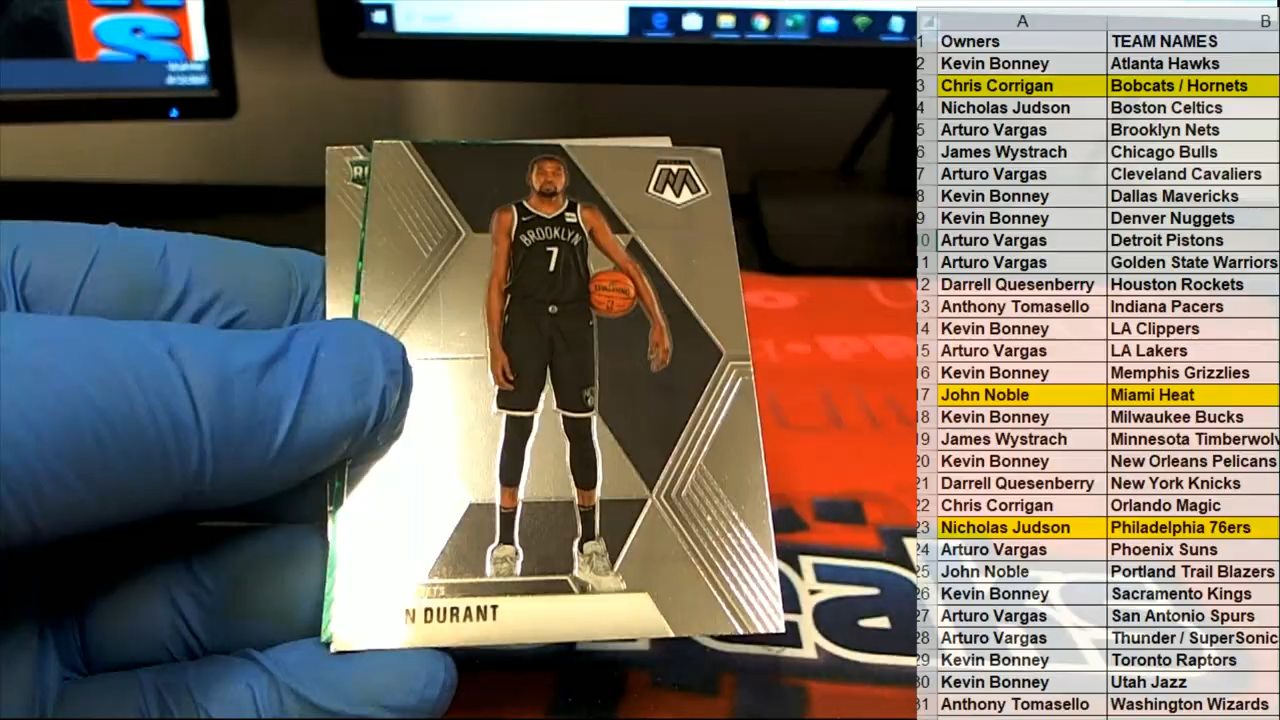 BROOKLYN
7
SPALDING
N DURANT
A B
1 Owners TEAM NAMES
2 Kevin Bonney Atlanta Hawks
3 Chris Corrigan Bobcats / Hornets
4 Nicholas Judson Boston Celtics
5 Arturo Vargas Brooklyn Nets
6 James Wystrach Chicago Bulls
7 Arturo Vargas Cleveland Cavaliers
8 Kevin Bonney Dallas Mavericks
9 Kevin Bonney Denver Nuggets
10 Arturo Vargas Detroit Pistons
11 Arturo Vargas Golden State Warriors
12 Darrell Quesenberry Houston Rockets
13 Anthony Tomasello Indiana Pacers
14 Kevin Bonney LA Clippers
15 Arturo Vargas LA Lakers
16 Kevin Bonney Memphis Grizzlies
17 John Noble Miami Heat
18 Kevin Bonney Milwaukee Bucks
19 James Wystrach Minnesota Timberwolv
20 Kevin Bonney New Orleans Pelicans
21 Darrell Quesenberry New York Knicks
22 Chris Corrigan Orlando Magic
23 Nicholas Judson Philadelphia 76ers
24 Arturo Vargas Phoenix Suns
25 John Noble Portland Trail Blazers
26 Kevin Bonney Sacramento Kings
27 Arturo Vargas San Antonio Spurs
28 Arturo Vargas Thunder / SuperSonic
29 Kevin Bonney Toronto Raptors
30 Kevin Bonney Utah Jazz
31 Anthony Tomasello Washington Wizards